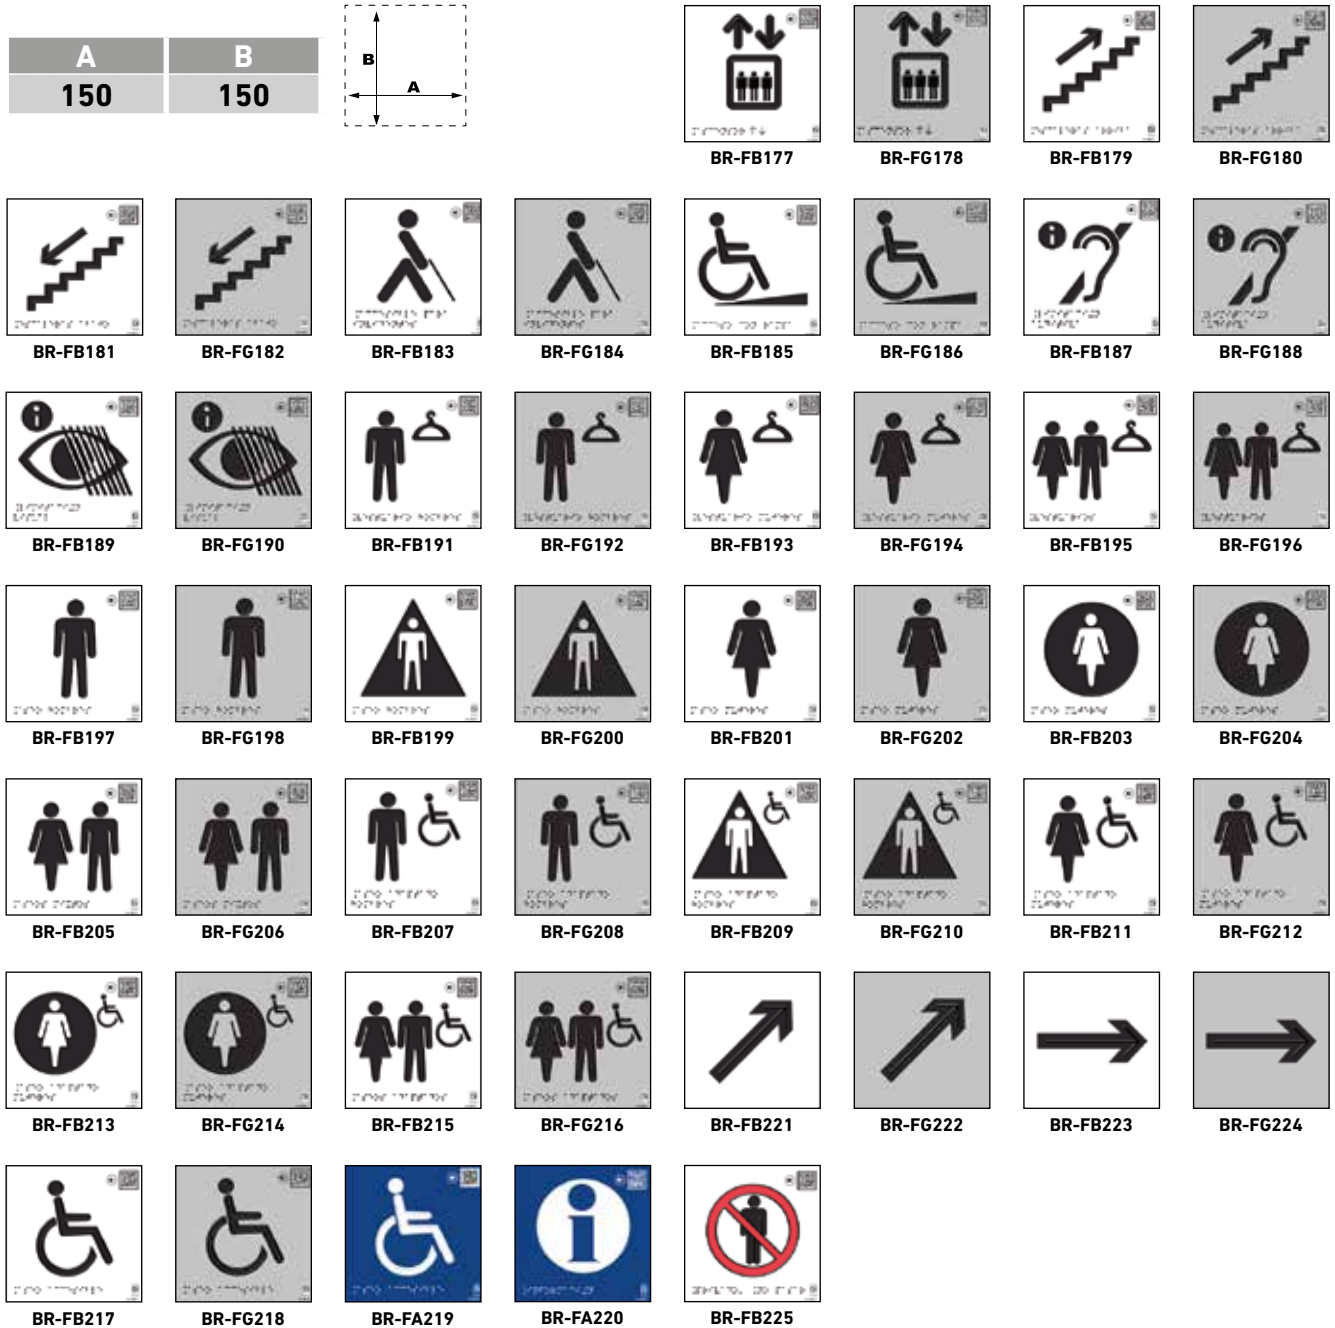 A B
150 150
B
A
BR-FB177 BR-FG178 BR-FB179 BR-FG180
BR-FB181 BR-FG182 BR-FB183 BR-FG184 BR-FB185 BR-FG186 BR-FB187 BR-FG188
BR-FB189 BR-FG190 BR-FB191 BR-FG192 BR-FB193 BR-FG194 BR-FB195 BR-FG196
BR-FB197 BR-FG198 BR-FB199 BR-FG200 BR-FB201 BR-FG202 BR-FB203 BR-FG204
BR-FB205 BR-FG206 BR-FB207 BR-FG208 BR-FB209 BR-FG210 BR-FB211 BR-FG212
BR-FB213 BR-FG214 BR-FB215 BR-FG216 BR-FB221 BR-FG222 BR-FB223 BR-FG224
BR-FB217 BR-FG218 BR-FA219 BR-FA220 BR-FB225